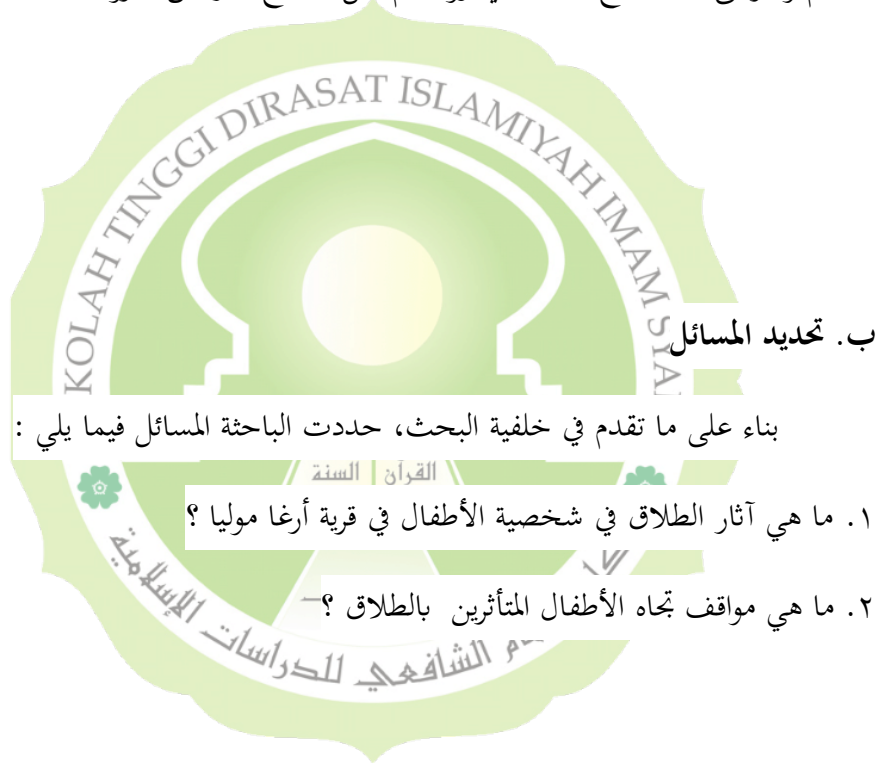 KOLAH TINGGI DIRASAT ISLAMIYAH IMAM SYA
ب. تحديد المسائل
بناء على ما تقدم في خلفية البحث، حددت الباحثة المسائل فيما يلي :
القرآن السنة
١. ما هي آثار الطلاق في شخصية الأطفال في قرية أرغا موليا ؟
٢. ما هي مواقف تجاه الأطفال المتأثرين بالطلاق ؟
الشافعي للدراسات الإسلامية